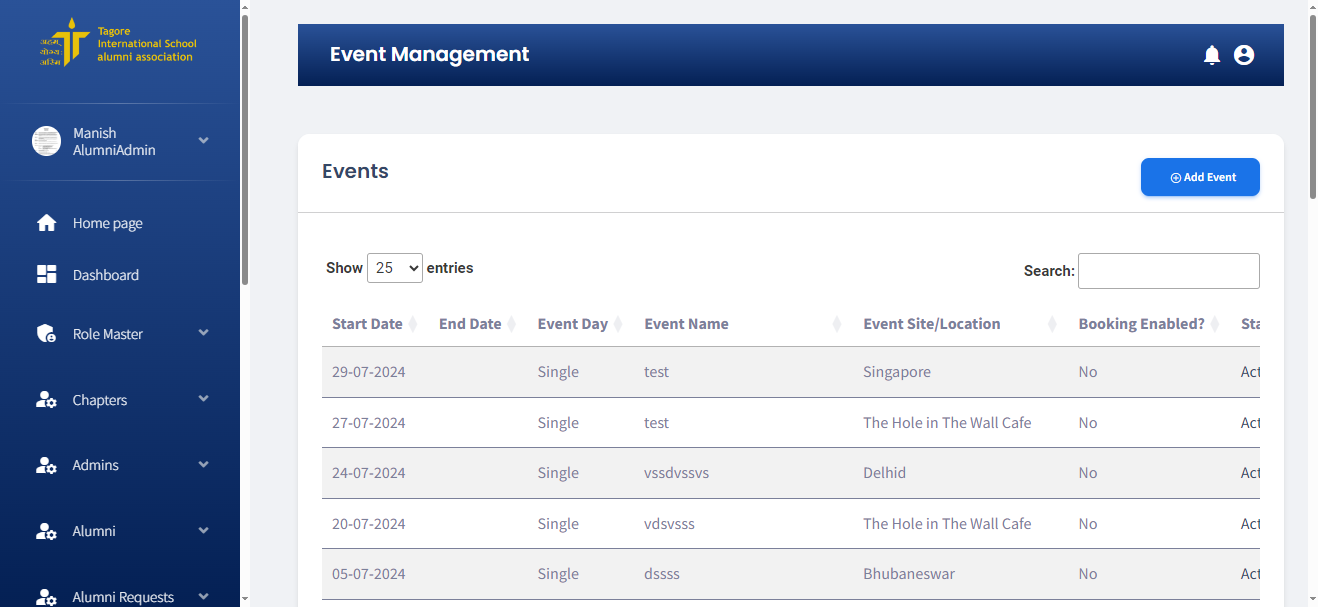 अहम्
योग्यः
अस्मि
Tagore
International School
alumni association
Manish
AlumniAdmin
Home page
Dashboard
Role Master
Chapters
Admins
Alumni
Alumni Requests
Event Management
Events
Add Event
Show 25 entries
Search:
Start Date End Date Event Day Event Name Event Site/Location Booking Enabled? Sta
29-07-2024 Single test Singapore No Act
27-07-2024 Single test The Hole in The Wall Cafe No Act
24-07-2024 Single vssdvssvs Delhid No Act
20-07-2024 Single vdsvsss The Hole in The Wall Cafe No Act
05-07-2024 Single dssss Bhubaneswar No Act